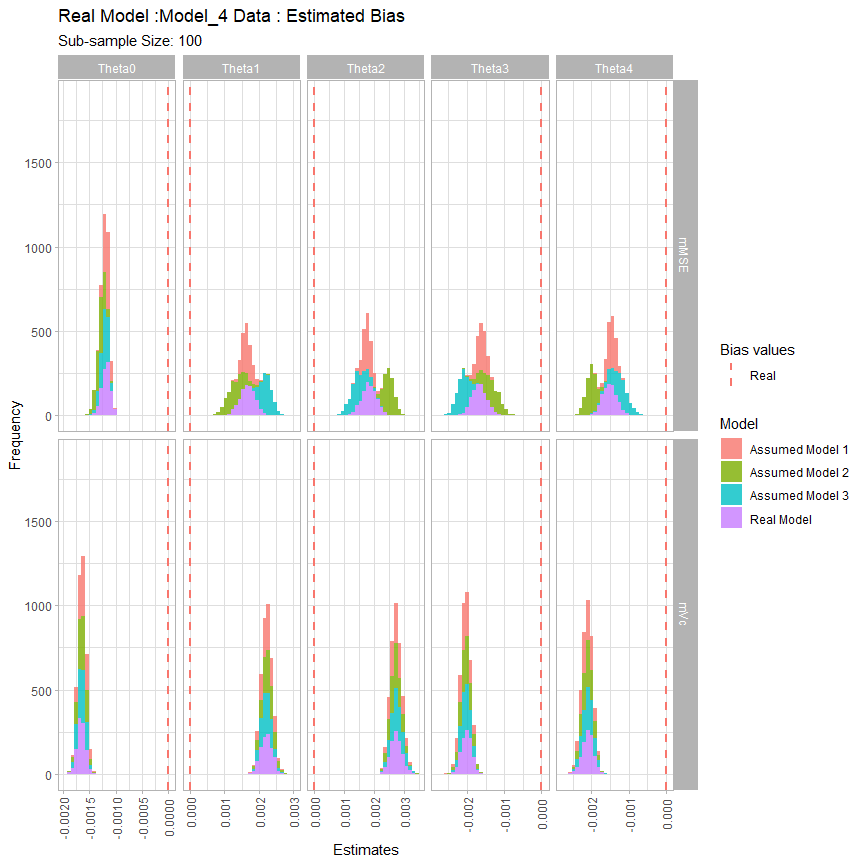 Real Model :Model_4 Data : Estimated Bias
Sub-sample Size: 100
Theta0 Theta1 Theta2 Theta3 Theta4
1500
1000
500
0
mMSE
1500
1000
500
0
mVc
Frequency
-0.0020 -0.0015 -0.0010 -0.0005 0.0000 0.000 0.001 0.002 0.003 0.000 0.001 0.002 0.003 -0.002 -0.001 0.000 -0.002 -0.001 0.000
Estimates
Bias values
Real
Model
Assumed Model 1
Assumed Model 2
Assumed Model 3
Real Model